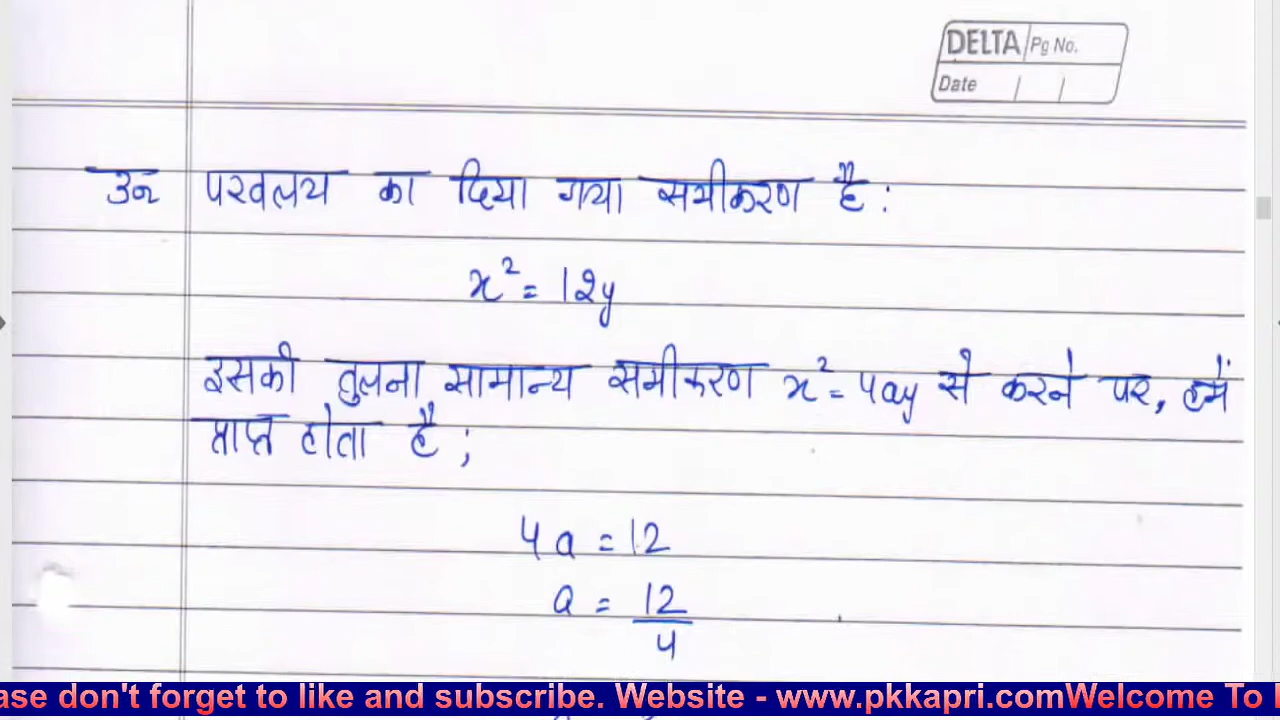 DELTA Pg No.
Date
उत्त परवलय का दिया गया समीकरण है :
x² = 12y
इसकी तुलना सामान्य समीकरण x² = 4ay से करने पर, हमें
प्राप्त होता है ;
4a = 12
a = 12/4
ase don't forget to like and subscribe. Website - www.pkkapri.comWelcome To